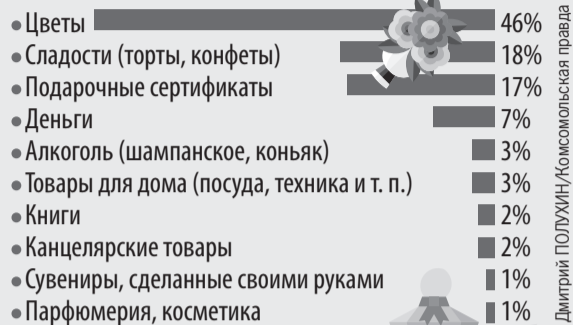 • Цветы 46%
• Сладости (торты, конфеты) 18%
• Подарочные сертификаты 17%
• Деньги 7%
• Алкоголь (шампанское, коньяк) 3%
• Товары для дома (посуда, техника и т. п.) 3%
• Книги 2%
• Канцелярские товары 2%
• Сувениры, сделанные своими руками 1%
• Парфюмерия, косметика 1%
Дмитрий ПОЛУХИН/Комсомольская правда